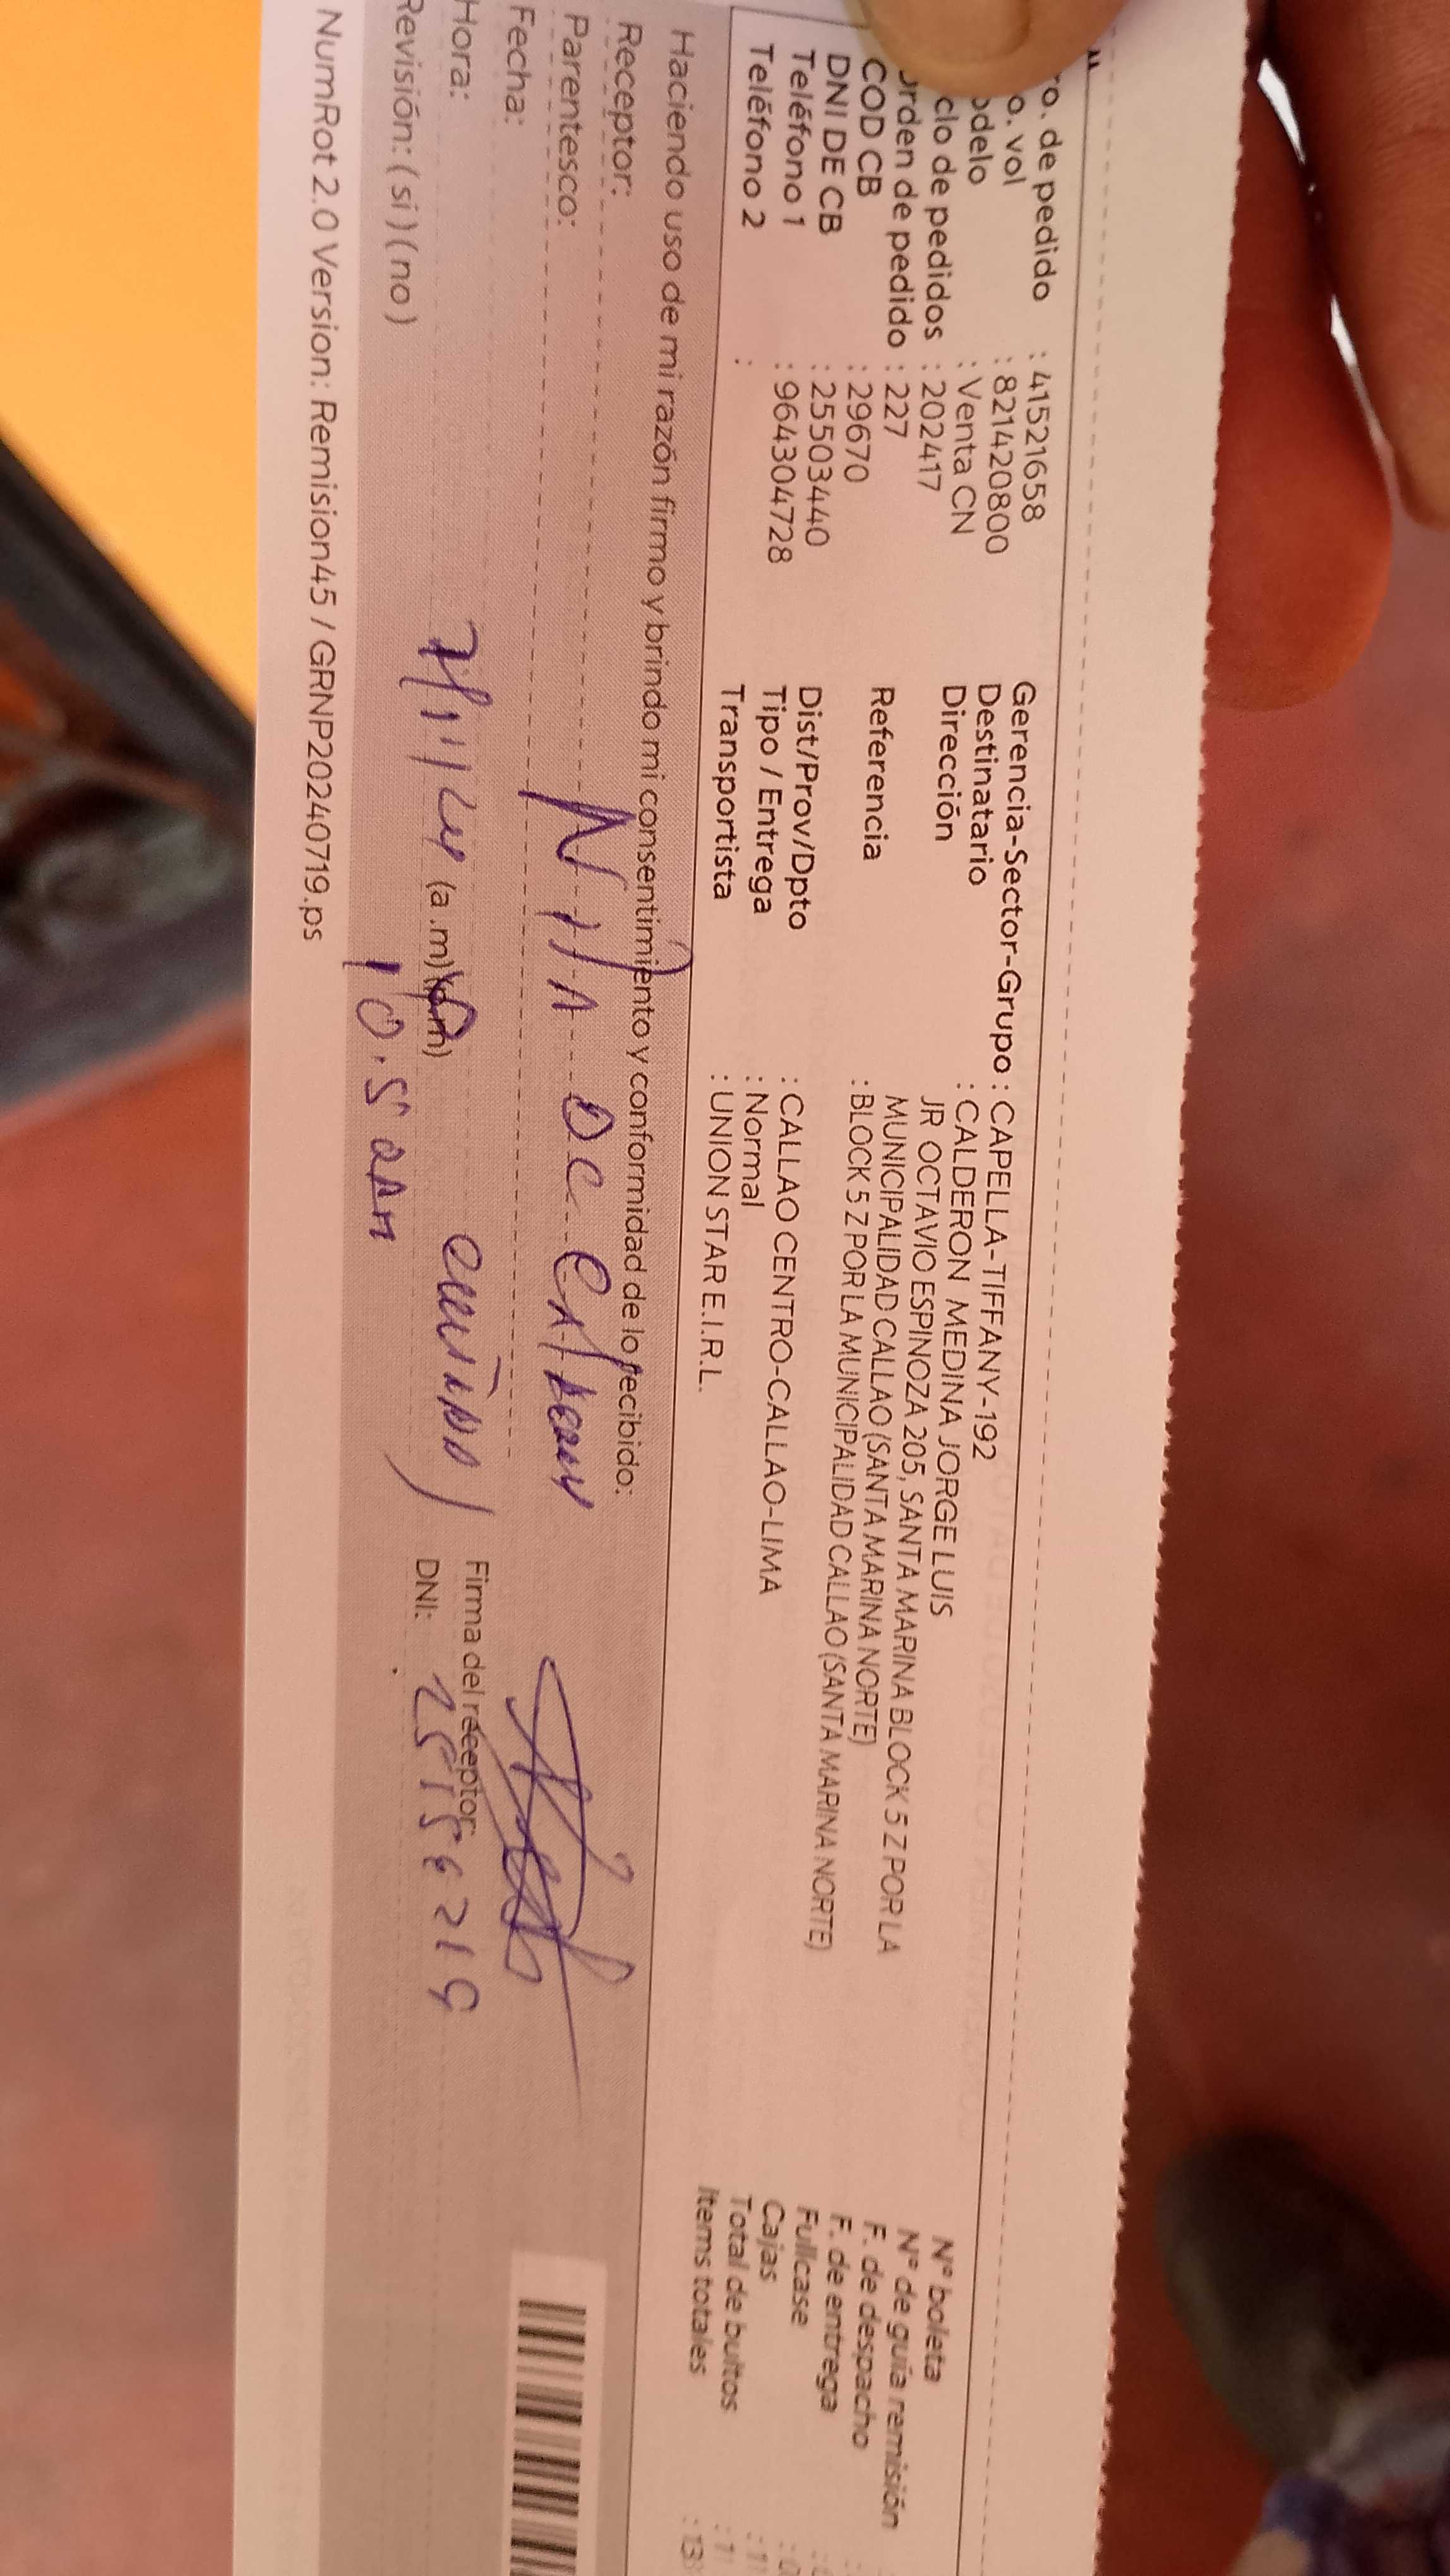 ro. de pedido : 41521658
o. vol : 821420800
odelo : Venta CN
clo de pedidos : 202417
orden de pedido : 227
COD CB : 29670
DNI DE CB : 25503440
Teléfono 1 : 964304728
Teléfono 2 :
Gerencia-Sector-Grupo : CAPELLA-TIFFANY-192
Destinatario : CALDERON MEDINA JORGE LUIS
Dirección JR OCTAVIO ESPINOZA 205, SANTA MARINA BLOCK 5 Z POR LA
MUNICIPALIDAD CALLAO (SANTA MARINA NORTE)
Referencia : BLOCK 5 Z POR LA MUNICIPALIDAD CALLAO (SANTA MARINA NORTE)
Dist/Prov/Dpto : CALLAO CENTRO-CALLAO-LIMA
Tipo / Entrega : Normal
Transportista : UNION STAR E.I.R.L.
N° boleta
N° de guía remisión
F. de despacho
F. de entrega
Fullcase
Cajas
Total de bultos
Items totales : 13
Haciendo uso de mi razón firmo y brindo mi consentimiento y conformidad de lo recibido:
Receptor:
Parentesco:
Fecha:
Hora: (a.m) (p.m)
Revisión: ( si ) ( no )
Firma del receptor:
DNI:
NumRot 2.0 Version: Remision45 / GRNP20240719.ps